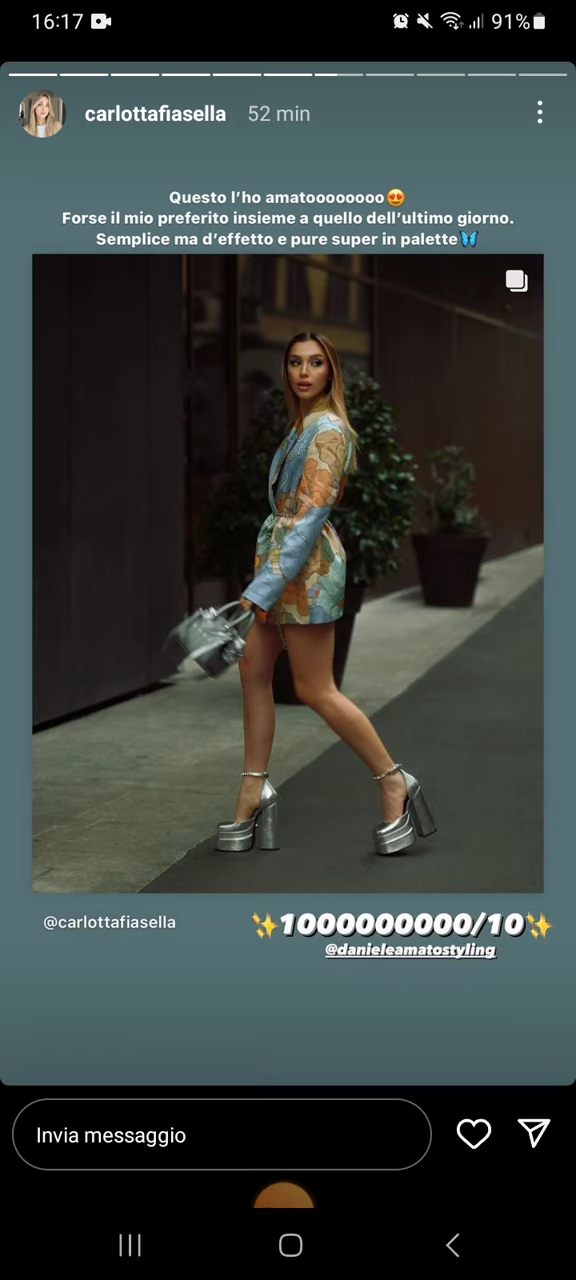 16:17
91%
carlottafiasella 52 min
Questo l'ho amatoooooooo😍
Forse il mio preferito insieme a quello dell'ultimo giorno.
Semplice ma d'effetto e pure super in palette🦋
@carlottafiasella
✨1000000000/10✨
@danieleamatostyling
Invia messaggio